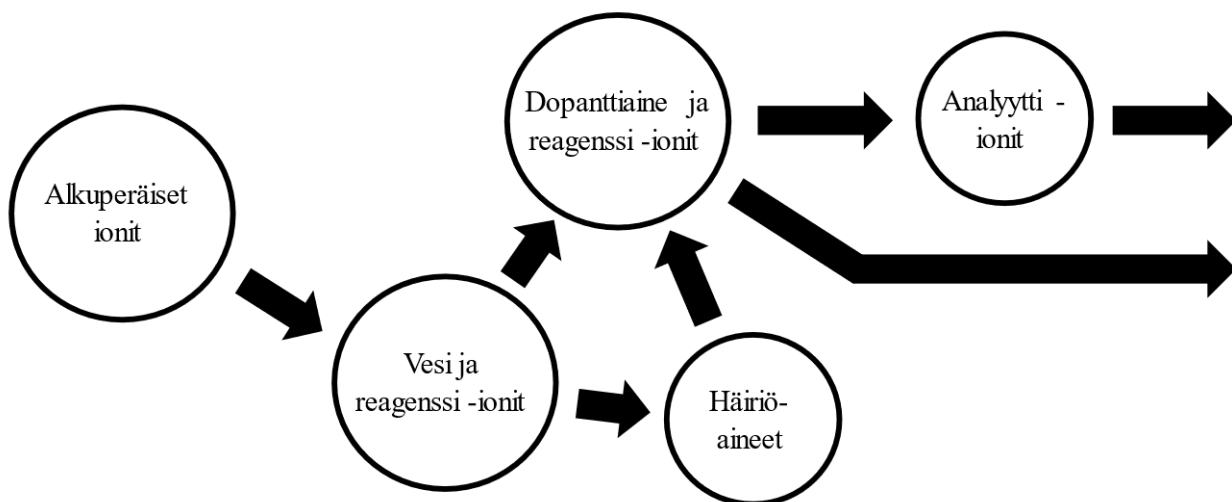 Alkuperäiset
ionit
Vesi ja
reagenssi -ionit
Dopanttiaine ja
reagenssi -ionit
Häiriö-
aineet
Analyytti -
ionit